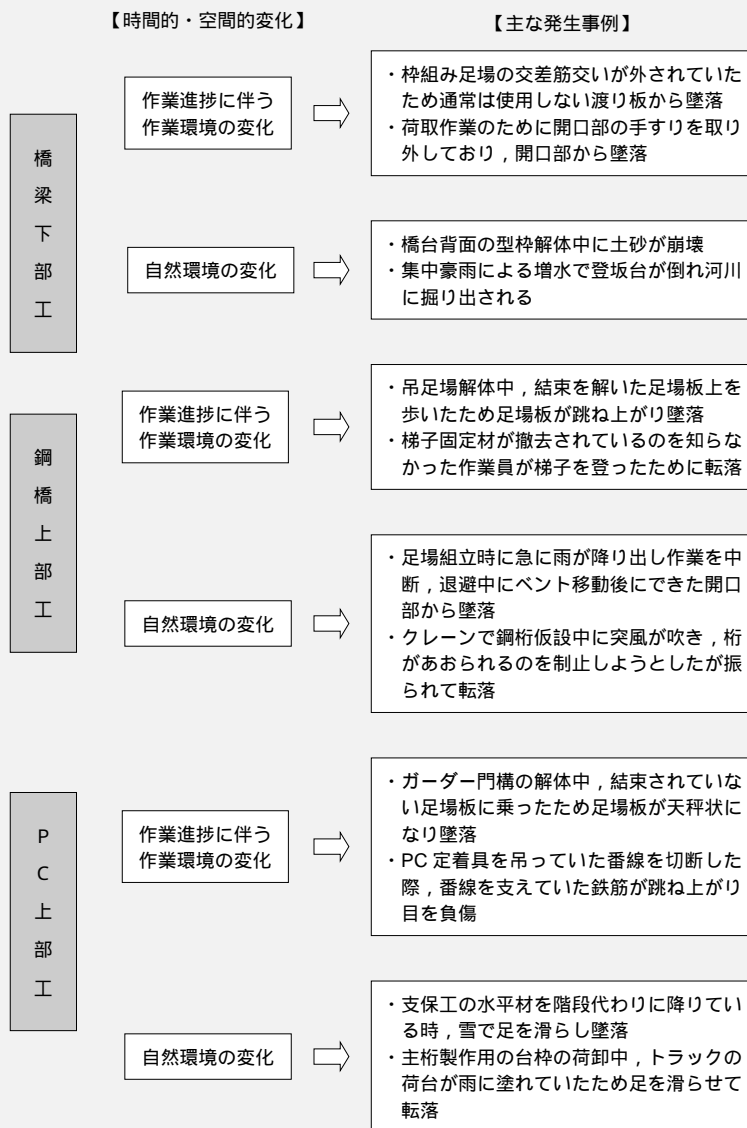 【時間的・空間的変化】
【主な発生事例】
橋梁下部工
作業進捗に伴う
作業環境の変化
・枠組み足場の交差筋交いが外されていた
ため通常は使用しない渡り板から墜落
・荷取作業のために開口部の手すりを取り
外しており，開口部から墜落
自然環境の変化
・橋台背面の型枠解体中に土砂が崩壊
・集中豪雨による増水で登坂台が倒れ河川
に掘り出される
鋼橋上部工
作業進捗に伴う
作業環境の変化
・吊足場解体中，結束を解いた足場板上を
歩いたため足場板が跳ね上がり墜落
・梯子固定材が撤去されているのを知らな
かった作業員が梯子を登ったために転落
自然環境の変化
・足場組立時に急に雨が降り出し作業を中
断，退避中にベント移動後にできた開口
部から墜落
・クレーンで鋼桁仮設中に突風が吹き，桁
があおられるのを制止しようとしたが振
られて転落
PC上部工
作業進捗に伴う
作業環境の変化
・ガーダー門構の解体中，結束されていな
い足場板に乗ったため足場板が天秤状に
なり墜落
・PC 定着具を吊っていた番線を切断した
際，番線を支えていた鉄筋が跳ね上がり
目を負傷
自然環境の変化
・支保工の水平材を階段代わりに降りてい
る時，雪で足を滑らし墜落
・主桁製作用の台枠の荷卸中，トラックの
荷台が雨に塗れていたため足を滑らせて
転落